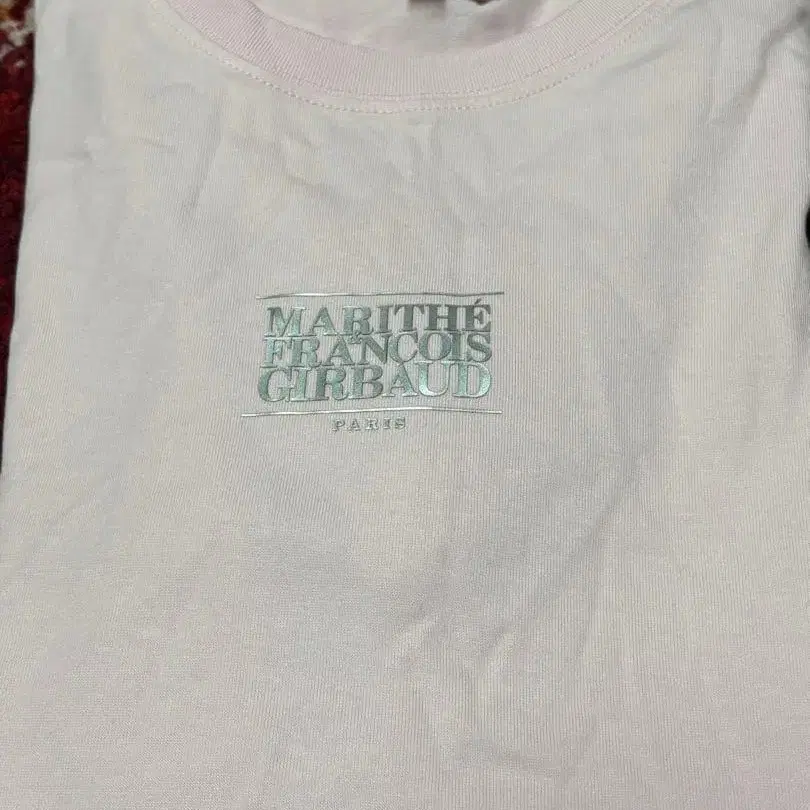 MARITHÉ
&
FRANCOIS
GIRBAUD
PARIS